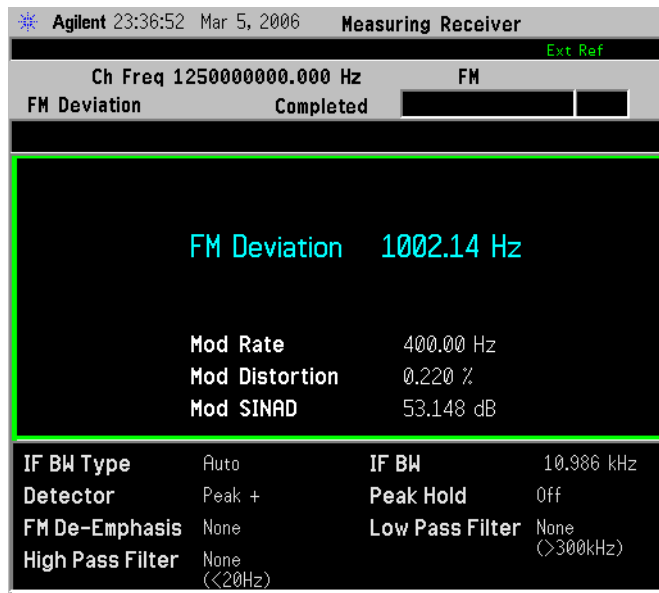 Agilent 23:36:52 Mar 5, 2006 Measuring Receiver
Ext Ref
Ch Freq 1250000000.000 Hz FM
FM Deviation Completed
FM Deviation 1002.14 Hz
Mod Rate 400.00 Hz
Mod Distortion 0.220 %
Mod SINAD 53.148 dB
IF BW Type Auto IF BW 10.986 kHz
Detector Peak + Peak Hold Off
FM De-Emphasis None Low Pass Filter None
(>300kHz)
High Pass Filter None
(<20Hz)